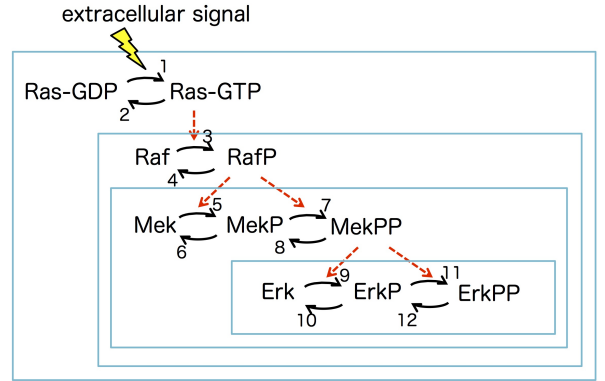 extracellular signal
1
Ras-GDP Ras-GTP
2
3
Raf RafP
4
5 7
Mek MekP MekPP
6 8
9 11
Erk ErkP ErkPP
10 12